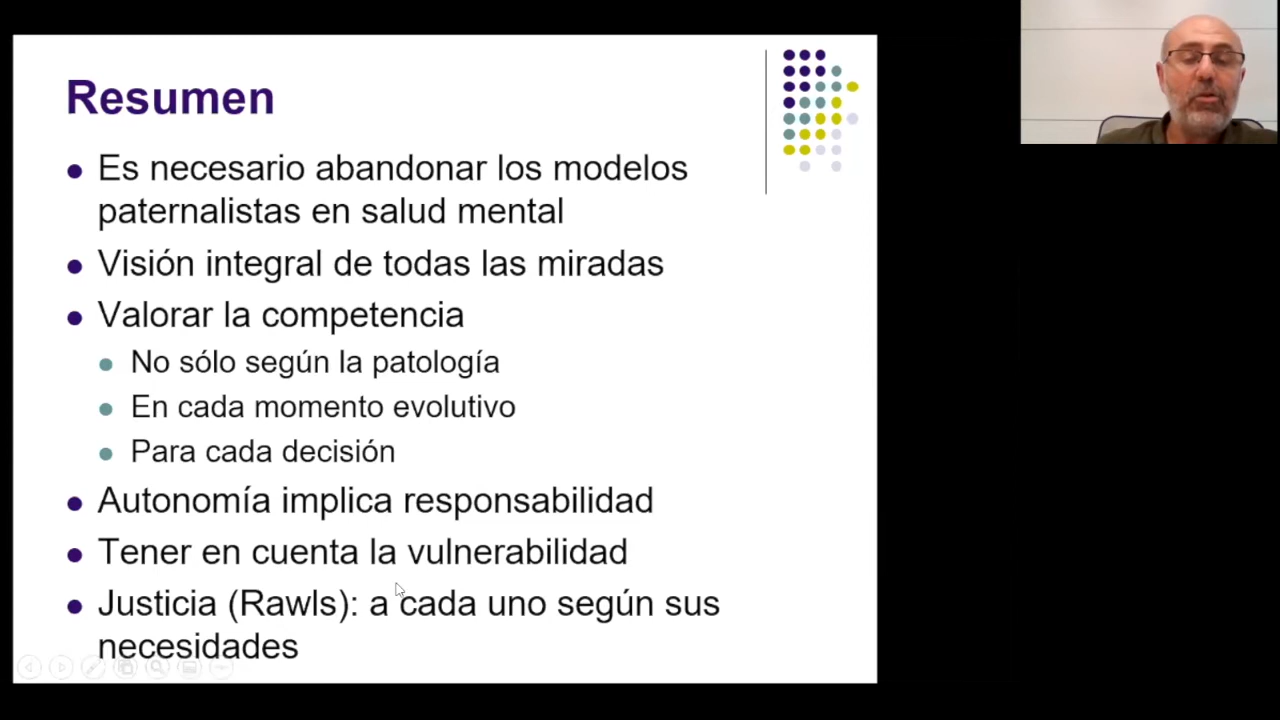 Resumen
Es necesario abandonar los modelos
paternalistas en salud mental
Visión integral de todas las miradas
Valorar la competencia
No sólo según la patología
En cada momento evolutivo
Para cada decisión
Autonomía implica responsabilidad
Tener en cuenta la vulnerabilidad
Justicia (Rawls): a cada uno según sus
necesidades